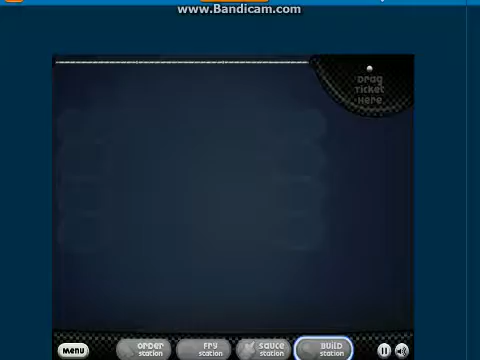 www.Bandicam.com
Drag
Ticket
Here
menu
Order
station
Fry
station
Sauce
station
Build
station